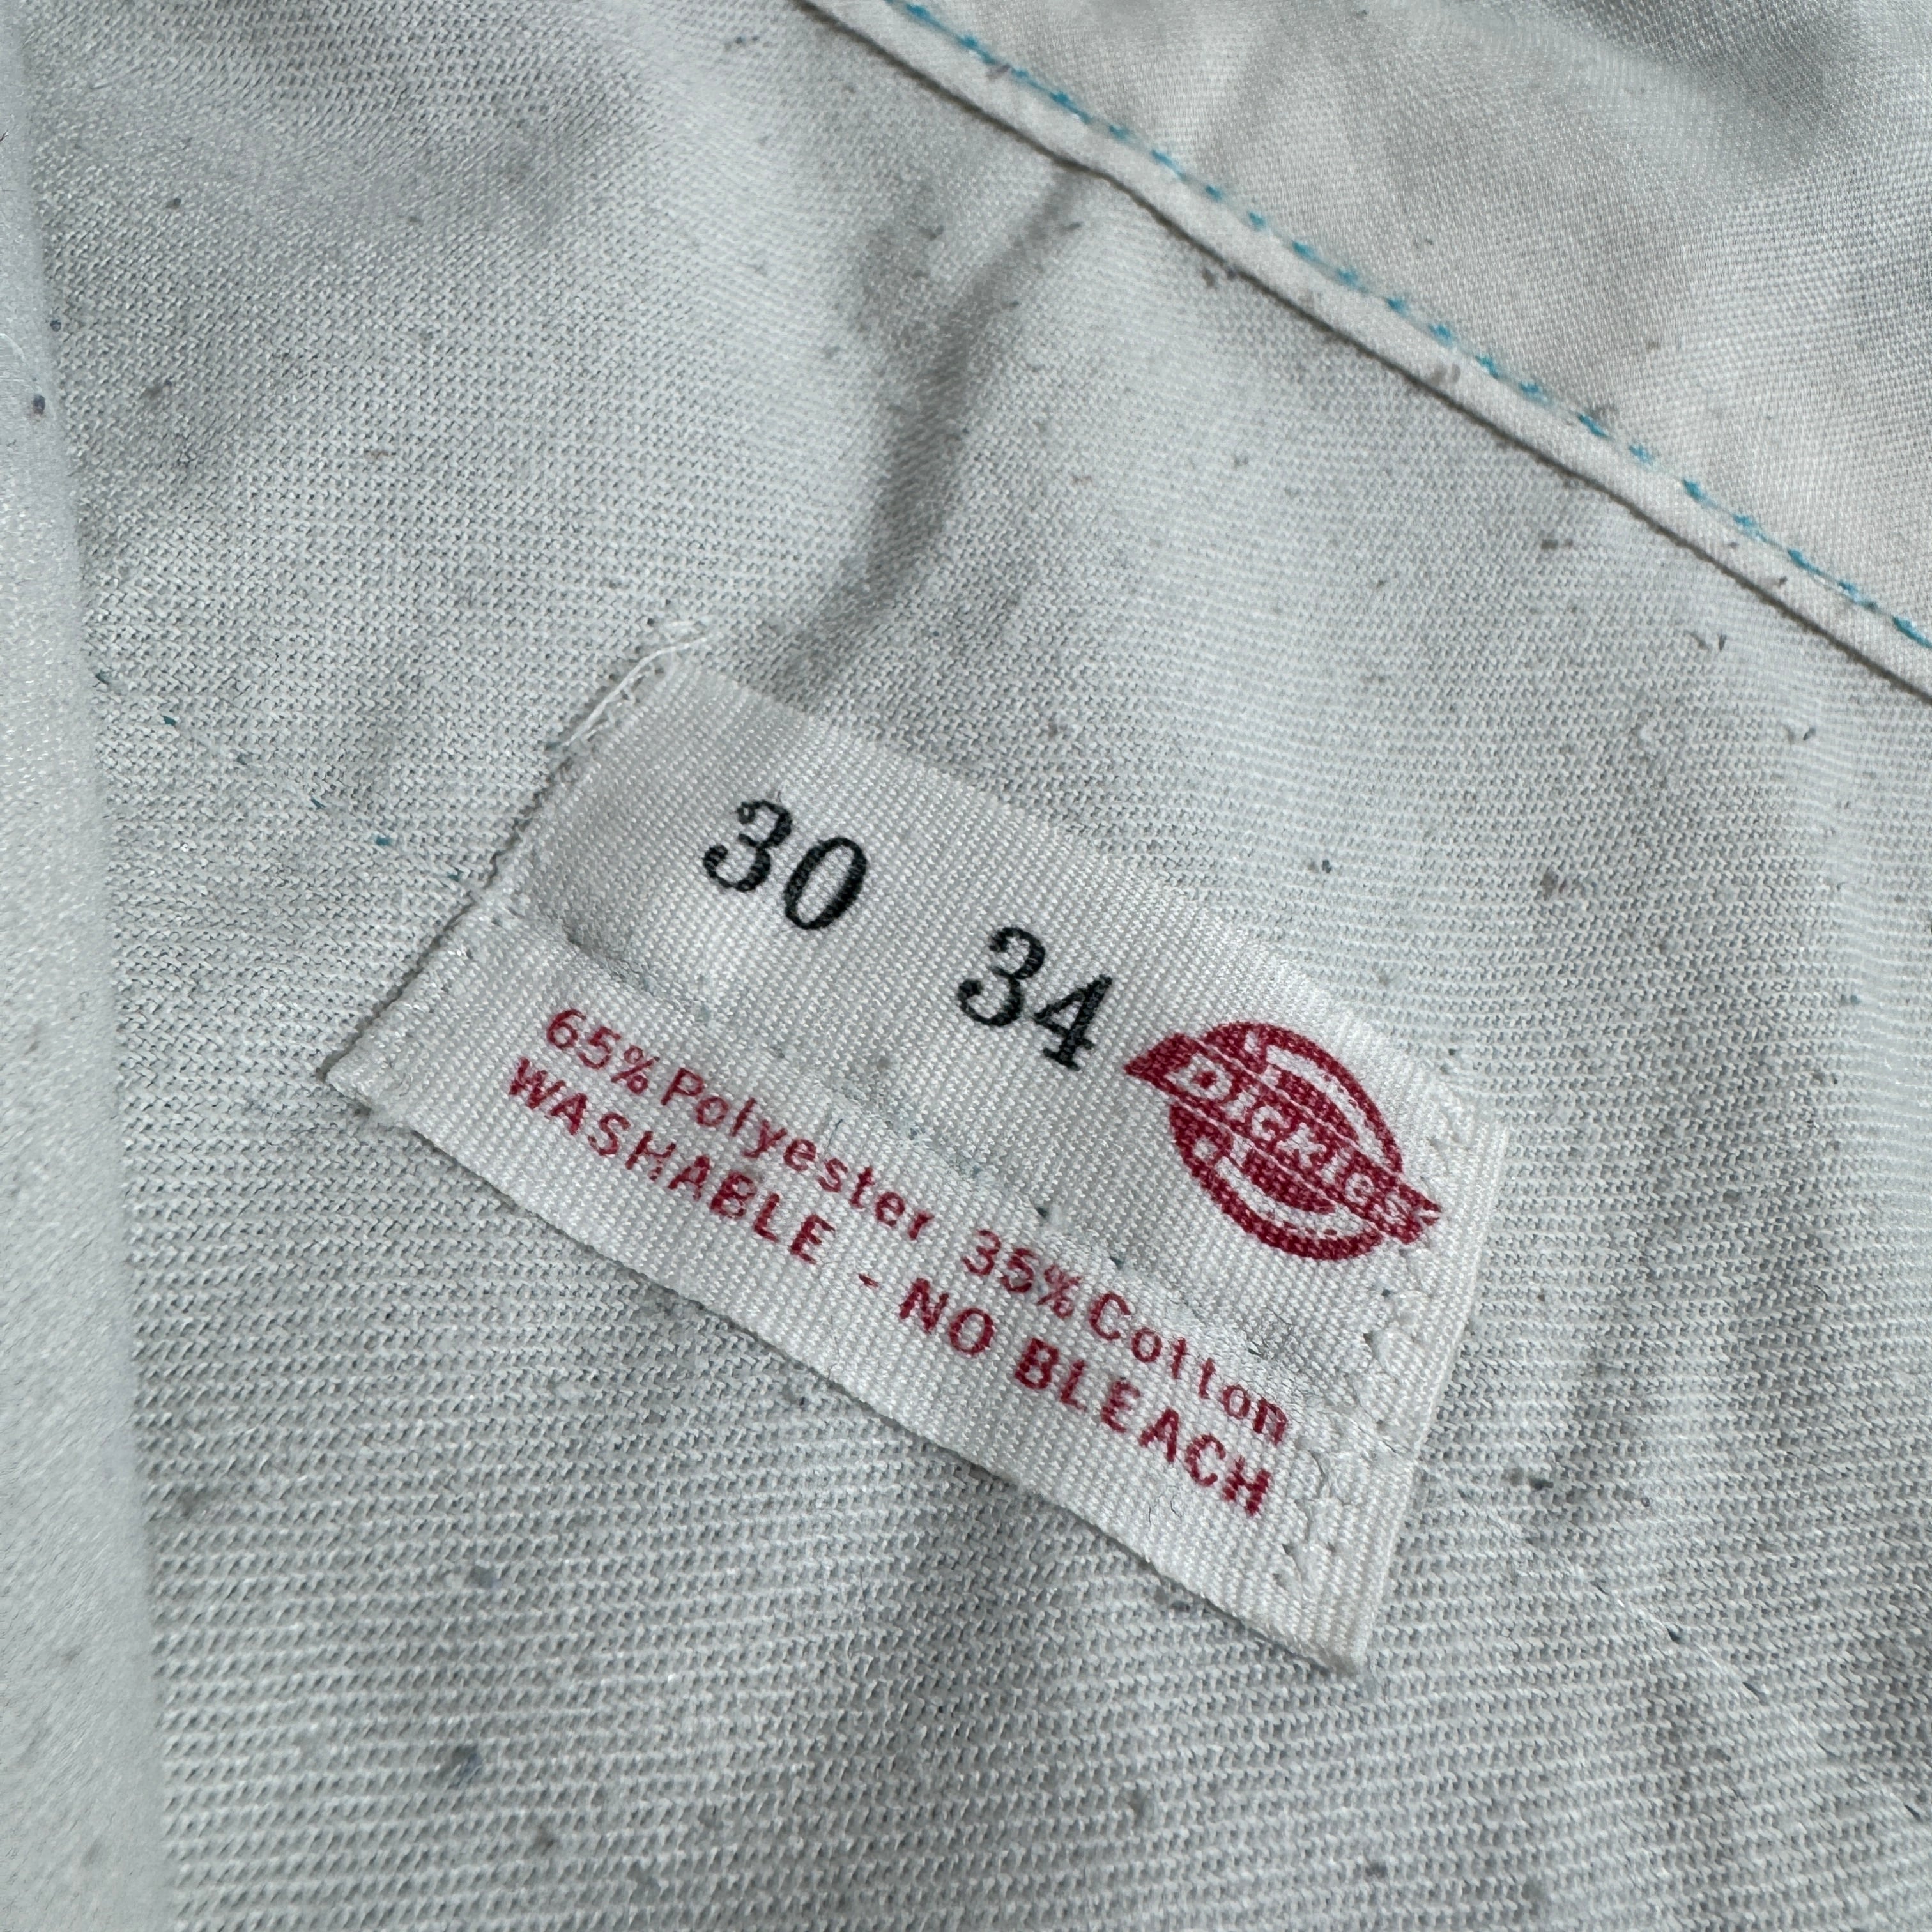 30 34
DICKIES
65% Polyester 35% Cotton
WASHABLE - NO BLEACH